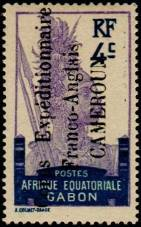 RF
4c
s Expéditionnaire
Franco-Anglais
CAMEROUN
POSTES
AFRIQUE EQUATORIALE
GABON